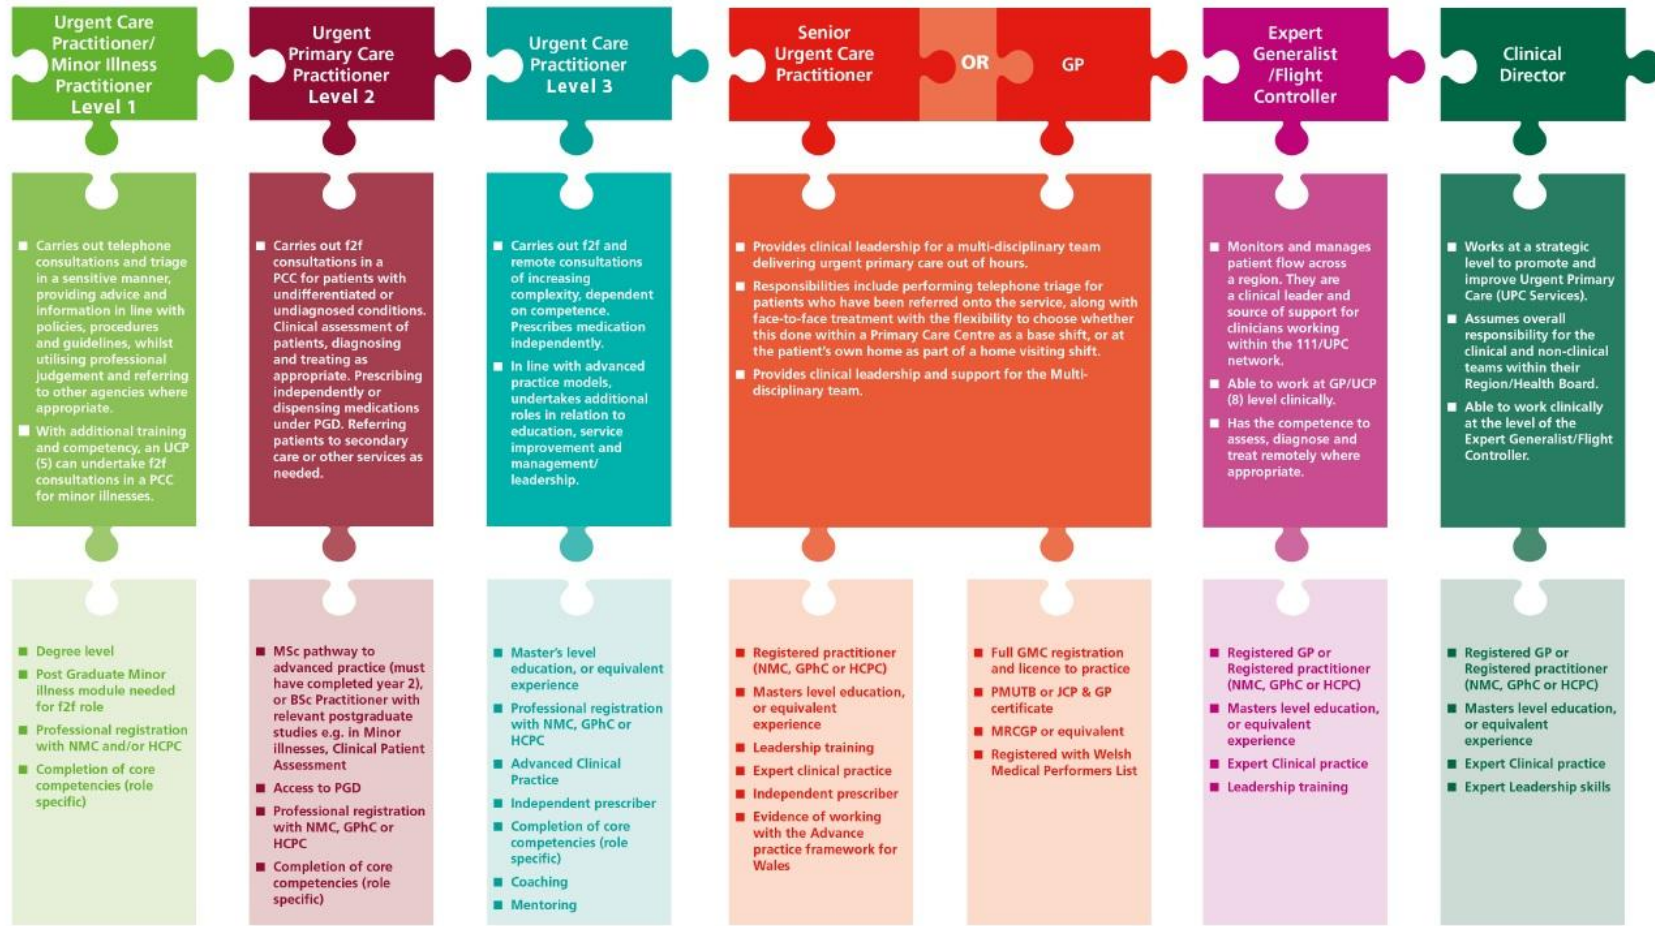 Urgent Care
Practitioner/
Minor Illness
Practitioner
Level 1
Urgent
Primary Care
Practitioner
Level 2
Urgent Care
Practitioner
Level 3
Senior
Urgent Care
Practitioner
OR
GP
Expert
Generalist
/Flight
Controller
Clinical
Director
Carries out telephone
consultations and triage
in a sensitive manner,
providing advice and
information in line with
policies, procedures
and guidelines, whilst
utilising professional
judgement and referring
to other agencies where
appropriate.
With additional training
and competency, an UCP
(5) can undertake f2f
consultations in a PCC
for minor illnesses.
Carries out f2f
consultations in a
PCC for patients with
undifferentiated or
undiagnosed conditions.
Clinical assessment of
patients, diagnosing
and treating as
appropriate. Prescribing
independently or
dispensing medications
under PGD. Referring
patients to secondary
care or other services as
needed.
Carries out f2f and
remote consultations
of increasing
complexity, dependent
on competence.
Prescribes medication
independently.
In line with advanced
practice models,
undertakes additional
roles in relation to
education, service
improvement and
management/
leadership.
Provides clinical leadership for a multi-disciplinary team
delivering urgent primary care out of hours.
Responsibilities include performing telephone triage for
patients who have been referred onto the service, along with
face-to-face treatment with the flexibility to choose whether
this done within a Primary Care Centre as a base shift, or at
the patient's own home as part of a home visiting shift.
Provides clinical leadership and support for the Multi-
disciplinary team.
Monitors and manages
patient flow across
a region. They are
a clinical leader and
source of support for
clinicians working
within the 111/UPC
network.
Able to work at GP/UCP
(8) level clinically.
Has the competence to
assess, diagnose and
treat remotely where
appropriate.
Works at a strategic
level to promote and
improve Urgent Primary
Care (UPC Services).
Assumes overall
responsibility for the
clinical and non-clinical
teams within their
Region/Health Board.
Able to work clinically
at the level of the
Expert Generalist/Flight
Controller.
Degree level
Post Graduate Minor
illness module needed
for f2f role
Professional registration
with NMC and/or HCPC
Completion of core
competencies (role
specific)
MSc pathway to
advanced practice (must
have completed year 2),
or BSc Practitioner with
relevant postgraduate
studies e.g. in Minor
illnesses, Clinical Patient
Assessment
Access to PGD
Professional registration
with NMC, GPhC or
HCPC
Completion of core
competencies (role
specific)
Master's level
education, or equivalent
experience
Professional registration
with NMC, GPhC or
HCPC
Advanced Clinical
Practice
Independent prescriber
Completion of core
competencies (role
specific)
Coaching
Mentoring
Registered practitioner
(NMC, GPhC or HCPC)
Masters level education,
or equivalent
experience
Leadership training
Expert clinical practice
Independent prescriber
Evidence of working
with the Advance
practice framework for
Wales
Full GMC registration
and licence to practice
PMUTB or JCP & GP
certificate
MRCGP or equivalent
Registered with Welsh
Medical Performers List
Registered GP or
Registered practitioner
(NMC, GPhC or HCPC)
Masters level education,
or equivalent
experience
Expert Clinical practice
Leadership training
Registered GP or
Registered practitioner
(NMC, GPhC or HCPC)
Masters level education,
or equivalent
experience
Expert Clinical practice
Expert Leadership skills